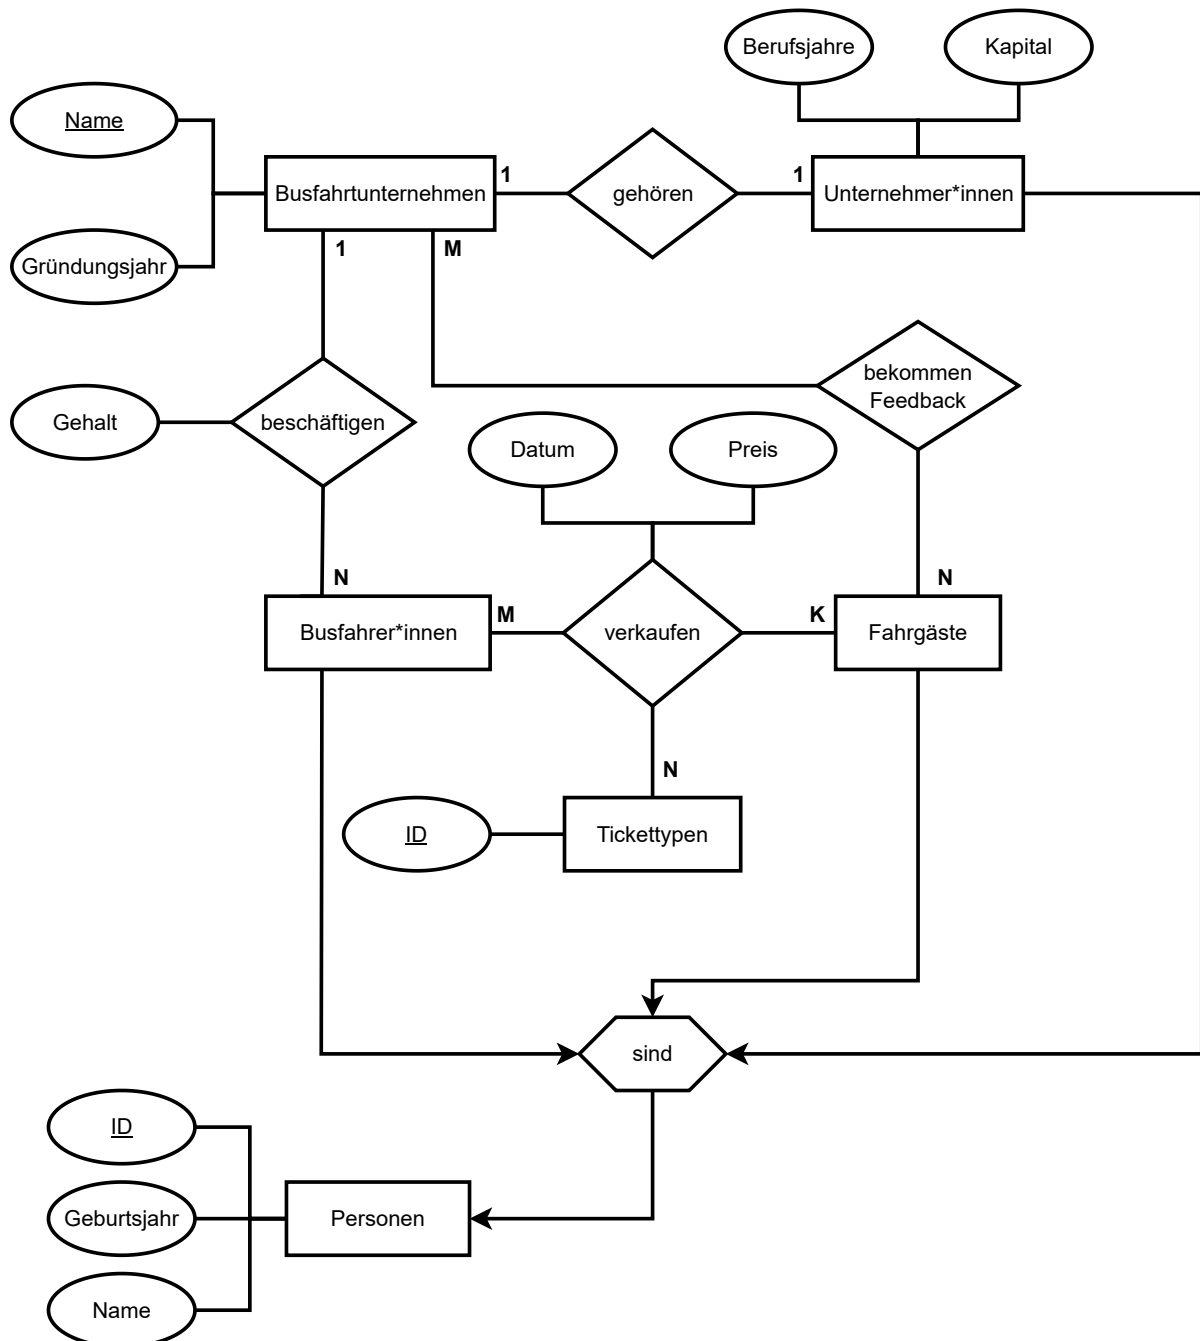 Berufsjahre
Kapital
Name
1
1
Busfahrtunternehmen
gehören
Unternehmer*innen
1
M
Gründungsjahr
bekommen
Feedback
Gehalt
beschäftigen
Datum
Preis
N
N
M
K
Busfahrer*innen
verkaufen
Fahrgäste
N
ID
Tickettypen
sind
ID
Geburtsjahr
Personen
Name